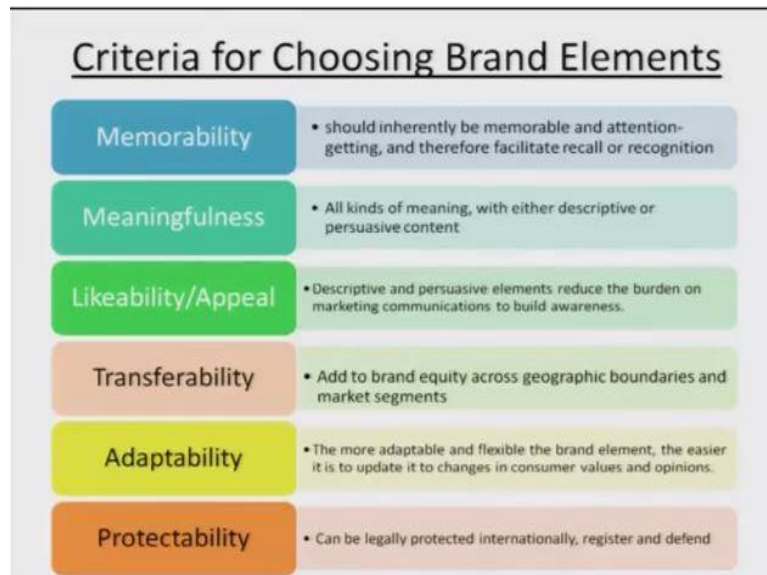 Criteria for Choosing Brand Elements
Memorability
• should inherently be memorable and attention-
getting, and therefore facilitate recall or recognition
Meaningfulness
• All kinds of meaning, with either descriptive or
persuasive content
Likeability/Appeal
• Descriptive and persuasive elements reduce the burden on
marketing communications to build awareness.
Transferability
• Add to brand equity across geographic boundaries and
market segments
Adaptability
• The more adaptable and flexible the brand element, the easier
it is to update it to changes in consumer values and opinions.
Protectability
• Can be legally protected internationally, register and defend